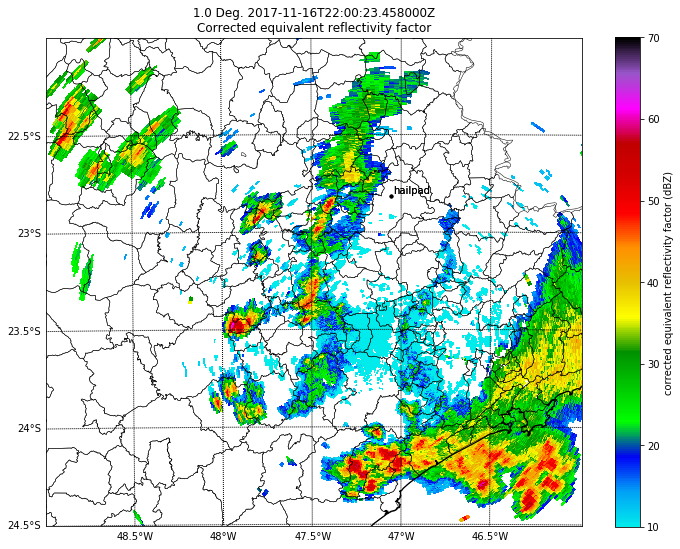 1.0 Deg. 2017-11-16T22:00:23.458000Z
Corrected equivalent reflectivity factor
70
60
50
40
30
20
10
corrected equivalent reflectivity factor (dBZ)
22.5°S
23°S
23.5°S
24°S
24.5°S
hailpad
48.5°W
48°W
47.5°W
47°W
46.5°W